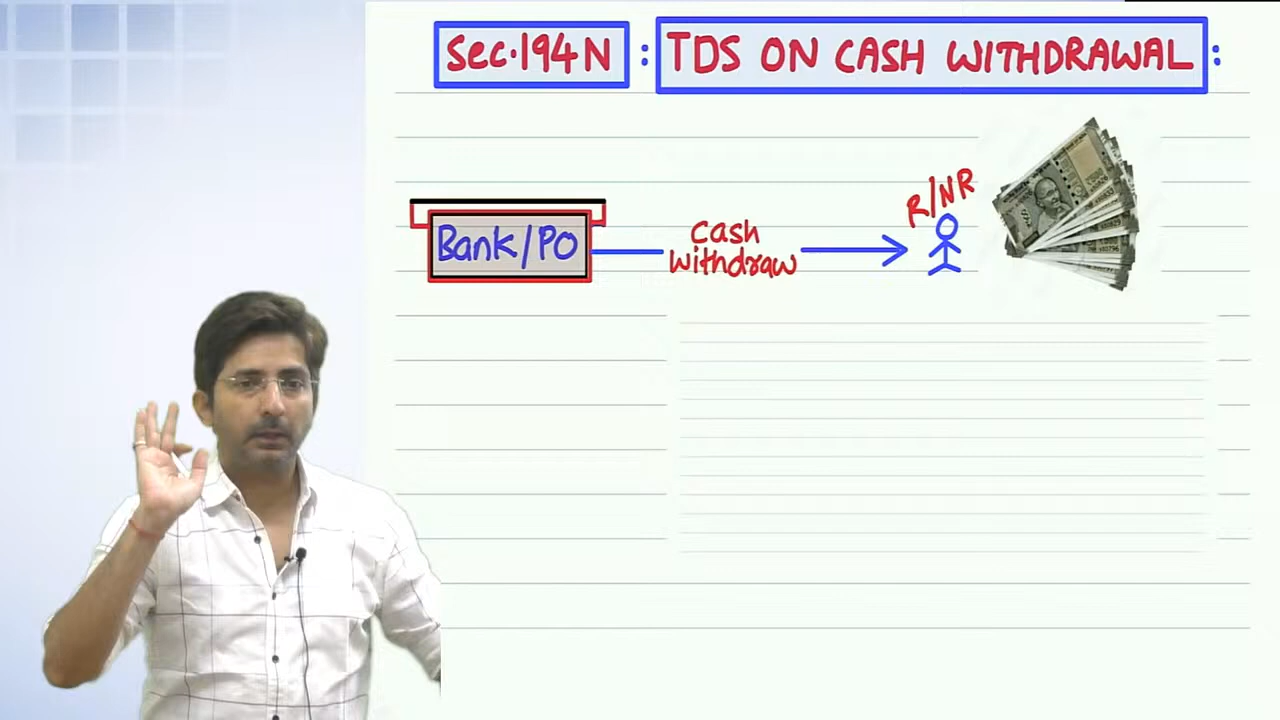 Sec.194N : TDS ON CASH WITHDRAWAL :
R/NR
Bank/PO
Cash
withdraw